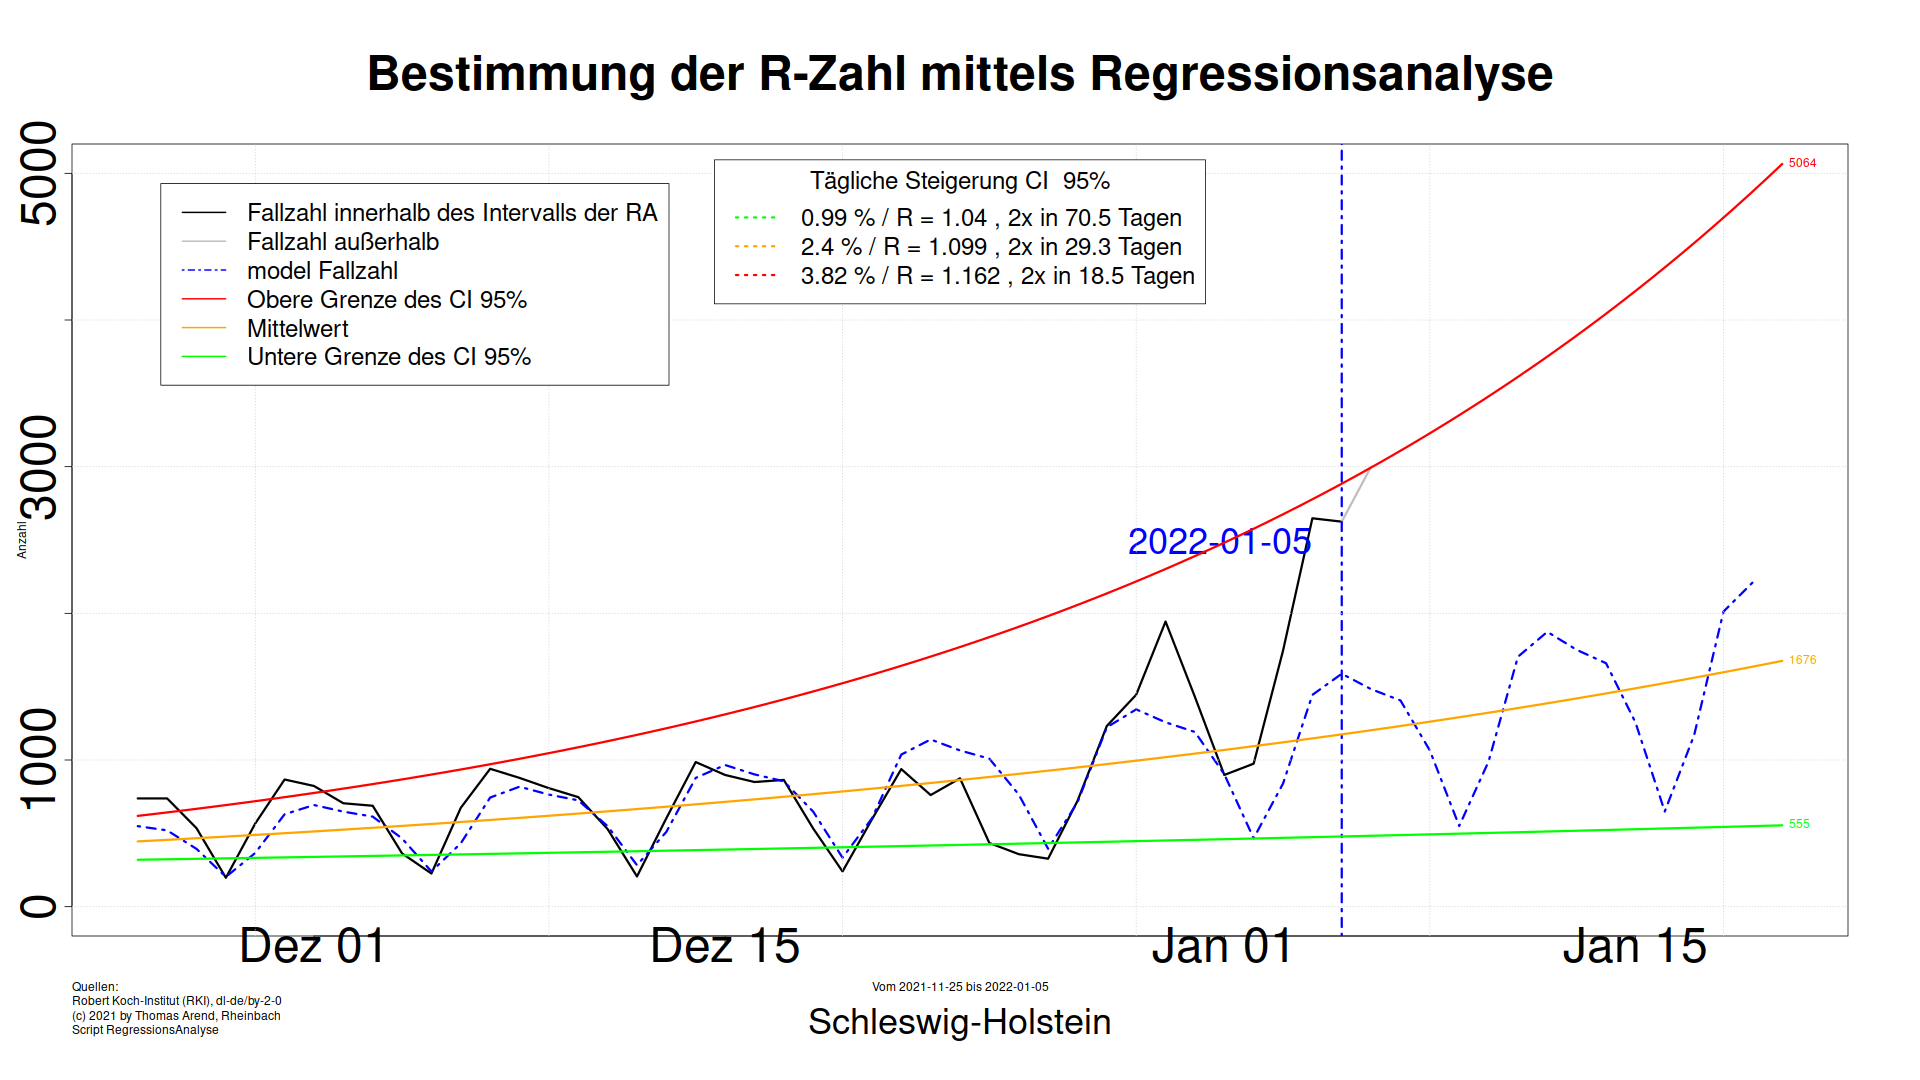 Bestimmung der R-Zahl mittels Regressionsanalyse
5000
3000
1000
0
Anzahl
Fallzahl innerhalb des Intervalls der RA
Fallzahl außerhalb
model Fallzahl
Obere Grenze des CI 95%
Mittelwert
Untere Grenze des CI 95%
Tägliche Steigerung CI  95%
0.99 % / R = 1.04 , 2x in 70.5 Tagen
2.4 % / R = 1.099 , 2x in 29.3 Tagen
3.82 % / R = 1.162 , 2x in 18.5 Tagen
5064
2022-01-05
1676
555
Dez 01
Dez 15
Jan 01
Jan 15
Quellen:
Robert Koch-Institut (RKI), dl-de/by-2-0
(c) 2021 by Thomas Arend, Rheinbach
Script RegressionsAnalyse
Vom 2021-11-25 bis 2022-01-05
Schleswig-Holstein